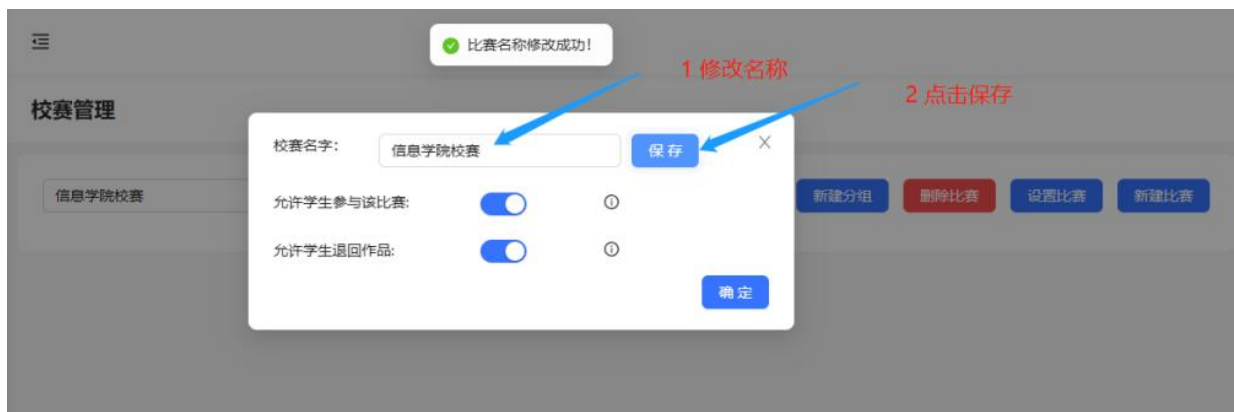 比赛名称修改成功!
1 修改名称
2 点击保存
校赛管理
校赛名字:
信息学院校赛
保存
信息学院校赛
新建分组
删除比赛
设置比赛
新建比赛
允许学生参与该比赛:
允许学生退回作品:
确定